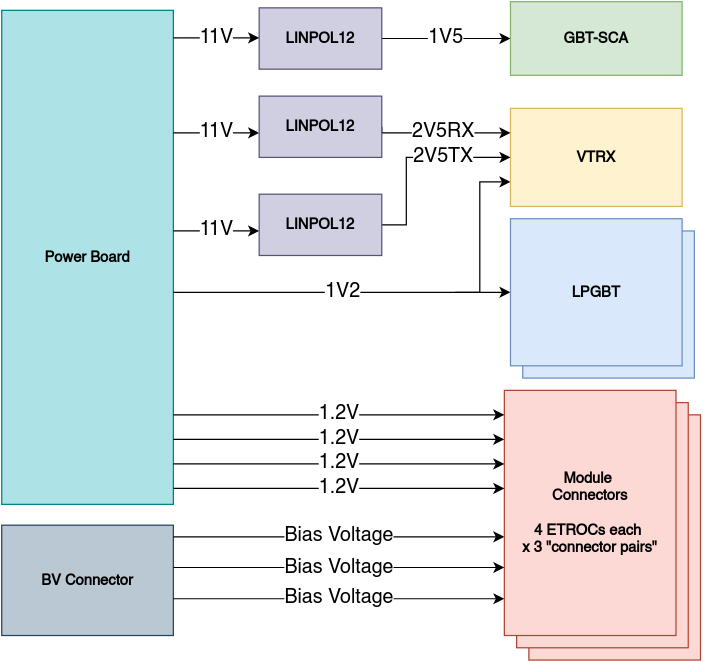 11V
LINPOL12
1V5
GBT-SCA
11V
LINPOL12
2V5RX
2V5TX
VTRX
11V
LINPOL12
Power Board
1V2
LPGBT
1.2V
1.2V
1.2V
1.2V
Module
Connectors
4 ETROCs each
x 3 "connector pairs"
Bias Voltage
Bias Voltage
Bias Voltage
BV Connector